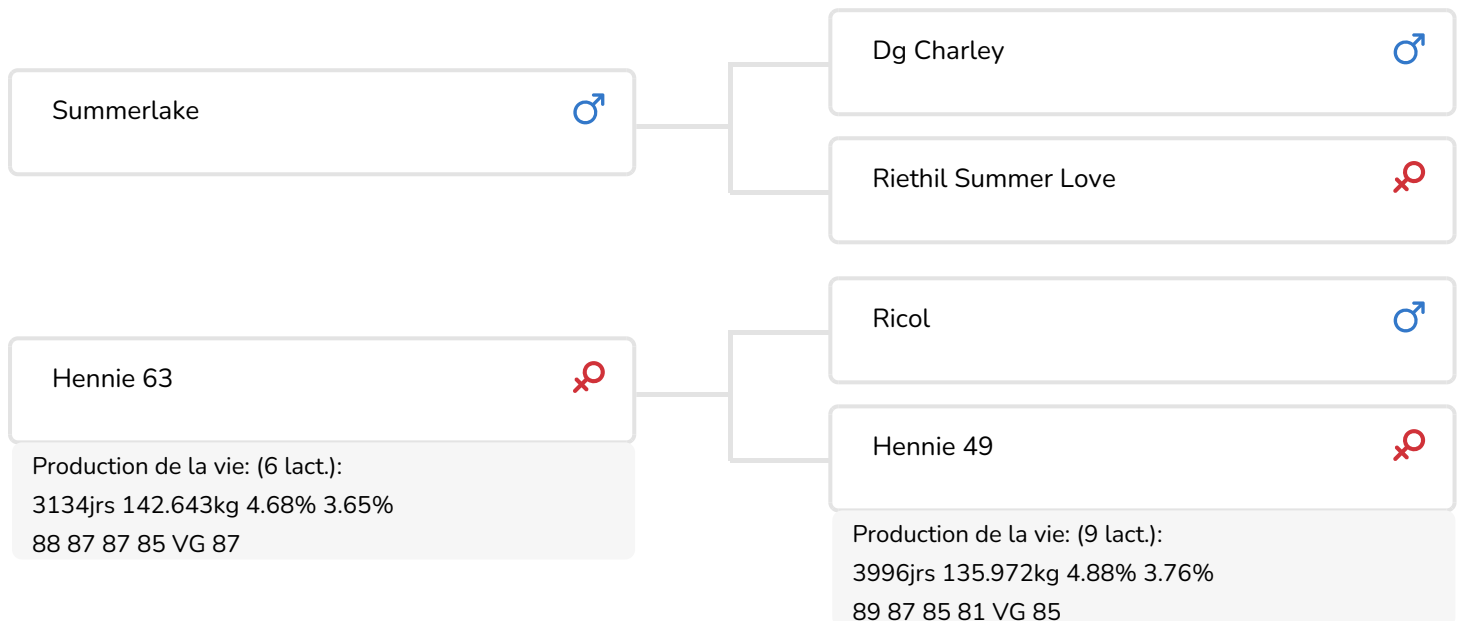 Summerlake
Dg Charley
Riethil Summer Love
Hennie 63
Production de la vie: (6 lact.):
3134jrs 142.643kg 4.68% 3.65%
88 87 87 85 VG 87
Ricol
Hennie 49
Production de la vie: (9 lact.):
3996jrs 135.972kg 4.88% 3.76%
89 87 85 81 VG 85